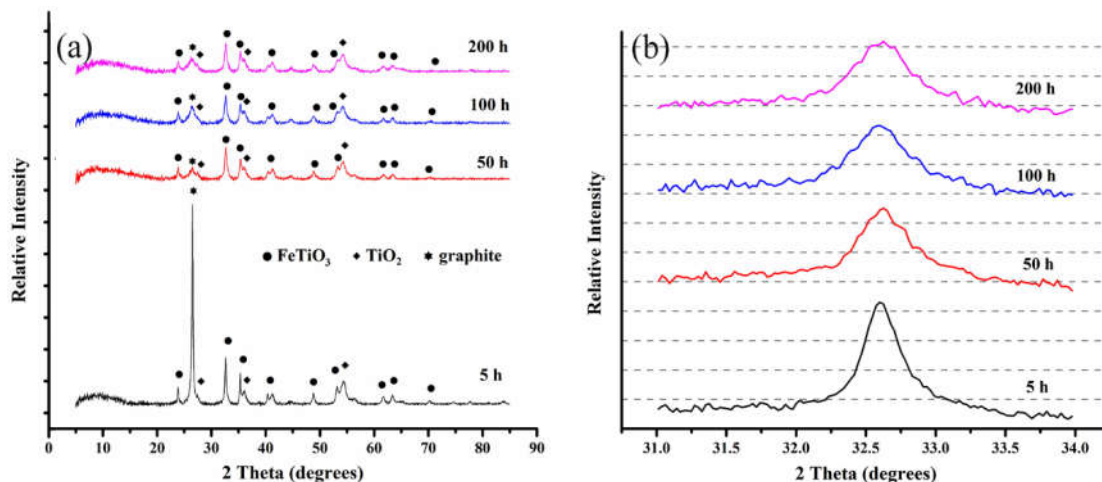 (a)
200 h
100 h
50 h
● FeTiO₃ ♦ TiO₂ ✷ graphite
5 h
Relative Intensity
0 10 20 30 40 50 60 70 80 90
2 Theta (degrees)
(b)
200 h
100 h
50 h
5 h
Relative Intensity
31.0 31.5 32.0 32.5 33.0 33.5 34.0
2 Theta (degrees)